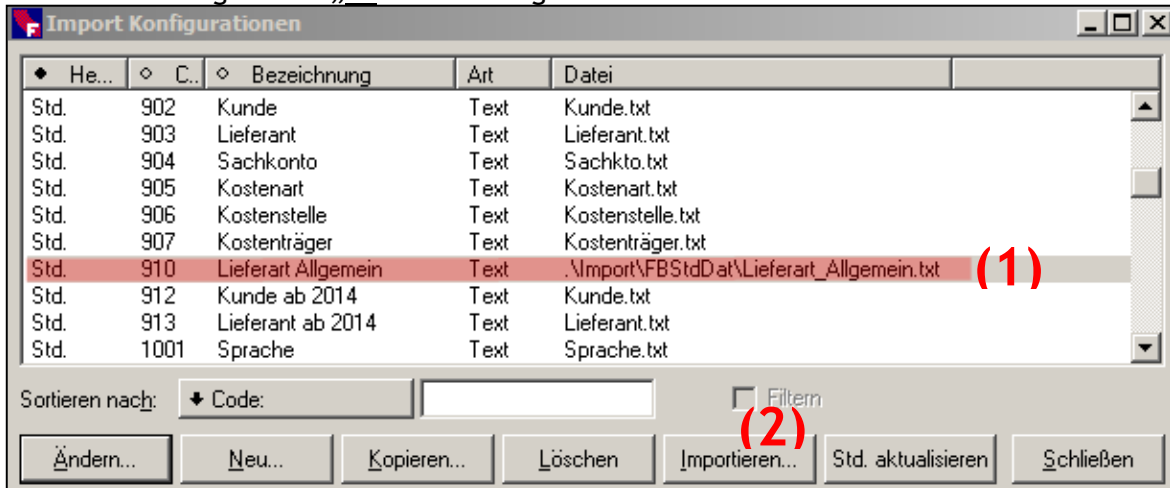 Import Konfigurationen
He... C.. Bezeichnung Art Datei
Std. 902 Kunde Text Kunde.txt
Std. 903 Lieferant Text Lieferant.txt
Std. 904 Sachkonto Text Sachkto.txt
Std. 905 Kostenart Text Kostenart.txt
Std. 906 Kostenstelle Text Kostenstelle.txt
Std. 907 Kostenträger Text Kostenträger.txt
Std. 910 Lieferart Allgemein Text .\Import\FBStdDat\Lieferart_Allgemein.txt (1)
Std. 912 Kunde ab 2014 Text Kunde.txt
Std. 913 Lieferant ab 2014 Text Lieferant.txt
Std. 1001 Sprache Text Sprache.txt
Sortieren nach: Code: Filtern
(2)
Ändern... Neu... Kopieren... Löschen Importieren... Std. aktualisieren Schließen